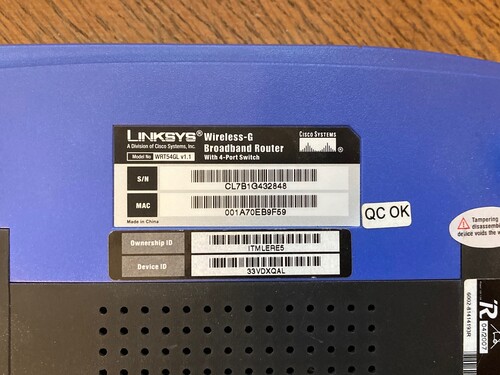 LINKSYS® Wireless-G
A Division of Cisco Systems, Inc. Broadband Router
Model No WRT54GL v1.1 With 4-Port Switch
CISCO SYSTEMS
®
S/N
CL7B1G432848
MAC
001A70EB9F59
Made in China
QC OK
Ownership ID
ITMLERE5
Device ID
33VDXQAL
Tampering
disassemb
device voids the w
04/2007